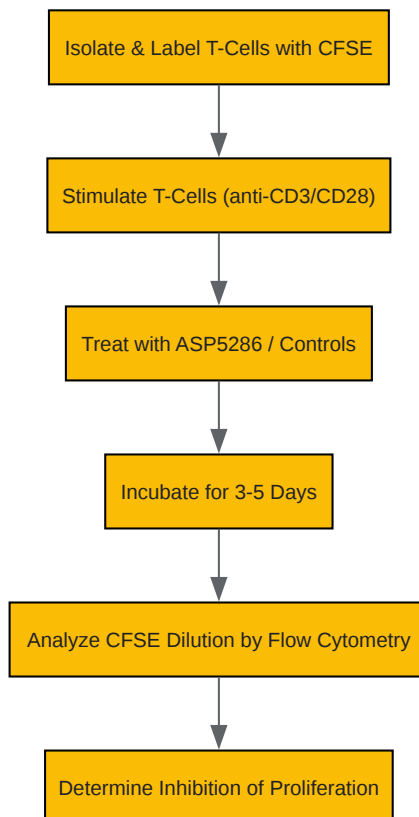 Isolate & Label T-Cells with CFSE
Stimulate T-Cells (anti-CD3/CD28)
Treat with ASP5286 / Controls
Incubate for 3-5 Days
Analyze CFSE Dilution by Flow Cytometry
Determine Inhibition of Proliferation